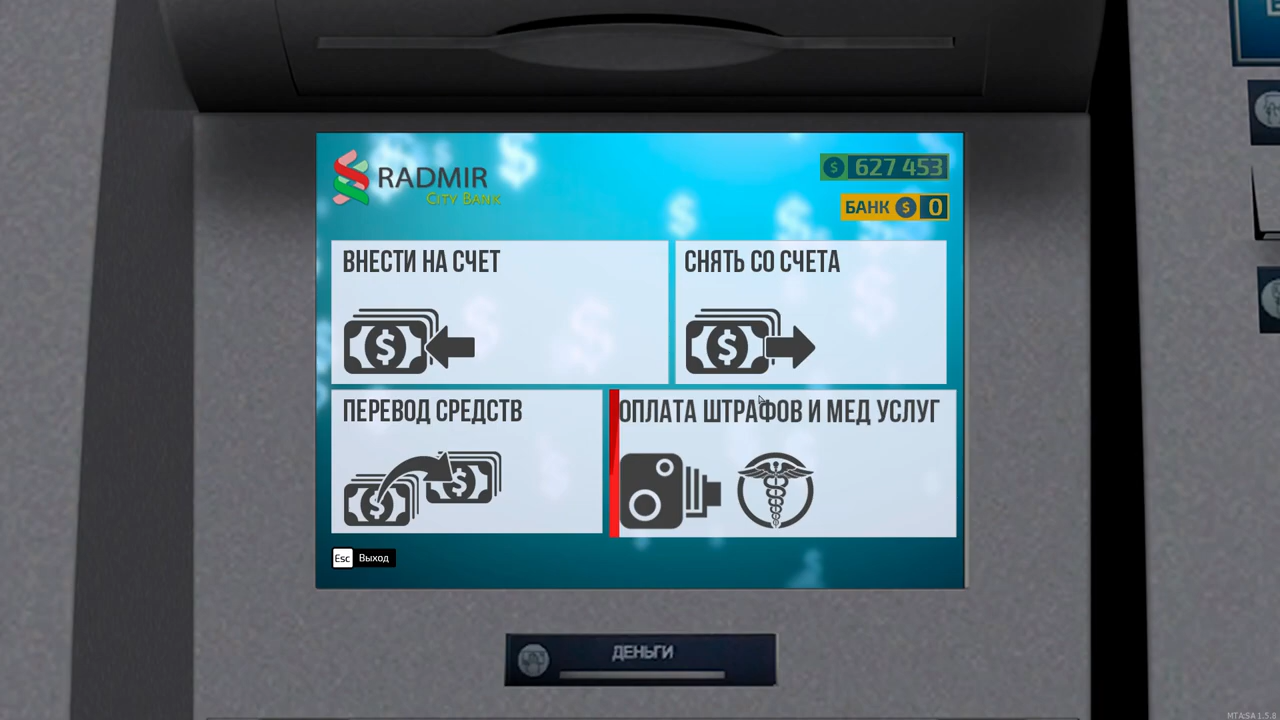 RADMIR
CITY BANK
$ 627 453
БАНК $ 0
ВНЕСТИ НА СЧЕТ
СНЯТЬ СО СЧЕТА
ПЕРЕВОД СРЕДСТВ
ОПЛАТА ШТРАФОВ И МЕД УСЛУГ
Esc Выход
ДЕНЬГИ
MTA:SA 1.5.8